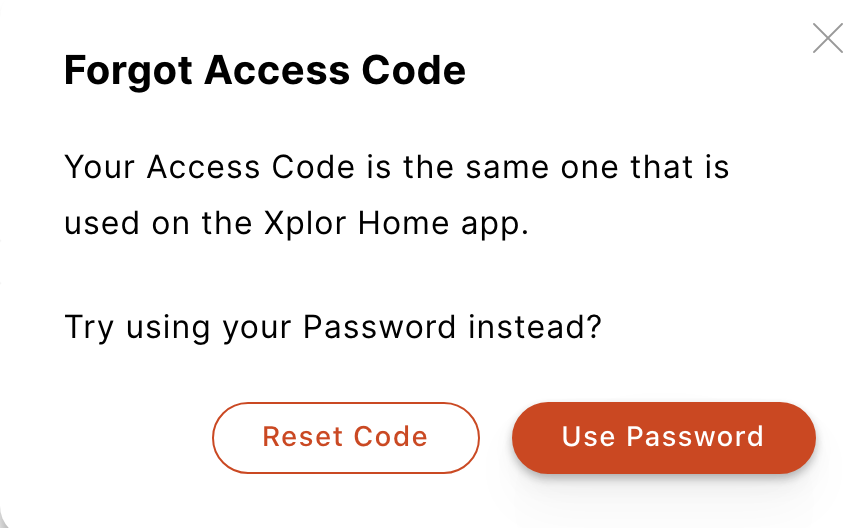 Forgot Access Code
Your Access Code is the same one that is
used on the Xplor Home app.
Try using your Password instead?
Reset Code
Use Password